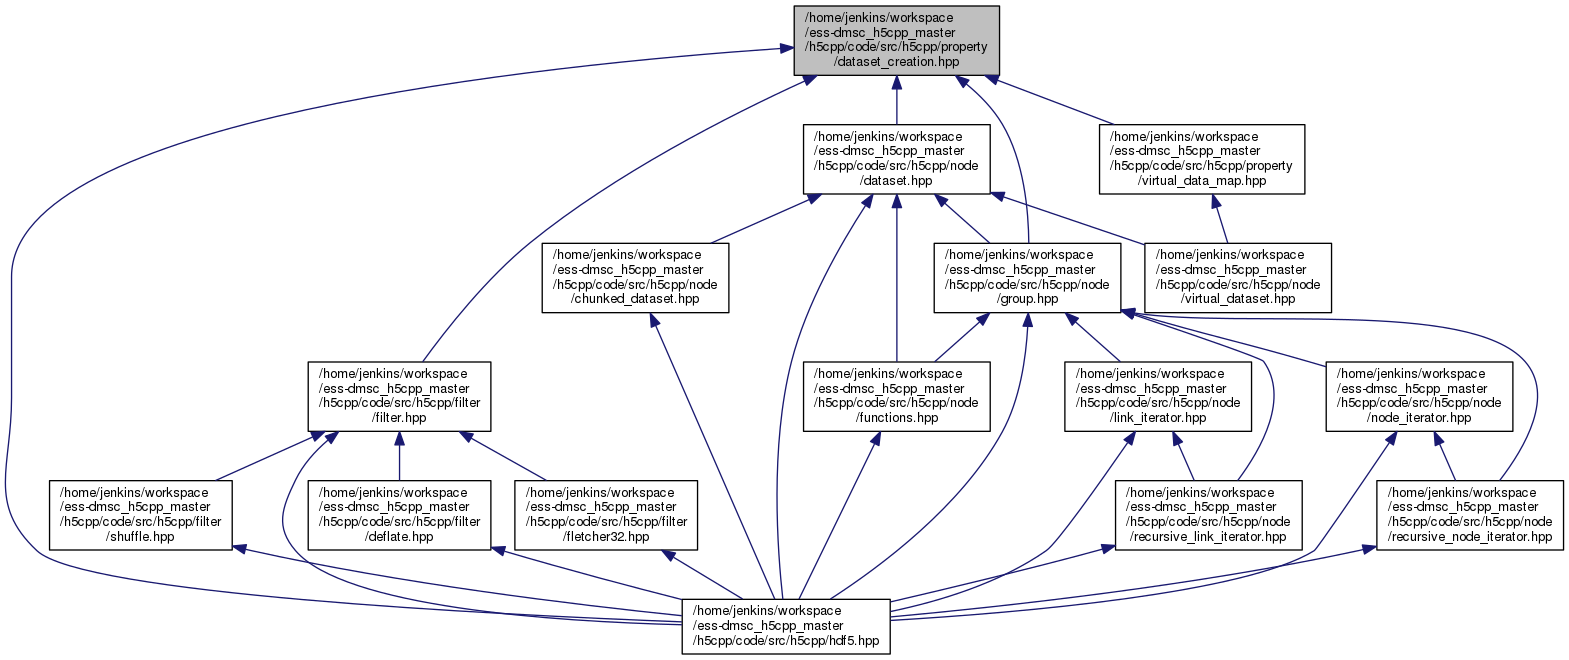 /home/jenkins/workspace
/ess-dmsc_h5cpp_master
/h5cpp/code/src/h5cpp/property
/dataset_creation.hpp
/home/jenkins/workspace
/ess-dmsc_h5cpp_master
/h5cpp/code/src/h5cpp/node
/dataset.hpp
/home/jenkins/workspace
/ess-dmsc_h5cpp_master
/h5cpp/code/src/h5cpp/property
/virtual_data_map.hpp
/home/jenkins/workspace
/ess-dmsc_h5cpp_master
/h5cpp/code/src/h5cpp/node
/chunked_dataset.hpp
/home/jenkins/workspace
/ess-dmsc_h5cpp_master
/h5cpp/code/src/h5cpp/node
/group.hpp
/home/jenkins/workspace
/ess-dmsc_h5cpp_master
/h5cpp/code/src/h5cpp/node
/virtual_dataset.hpp
/home/jenkins/workspace
/ess-dmsc_h5cpp_master
/h5cpp/code/src/h5cpp/filter
/filter.hpp
/home/jenkins/workspace
/ess-dmsc_h5cpp_master
/h5cpp/code/src/h5cpp/node
/functions.hpp
/home/jenkins/workspace
/ess-dmsc_h5cpp_master
/h5cpp/code/src/h5cpp/node
/link_iterator.hpp
/home/jenkins/workspace
/ess-dmsc_h5cpp_master
/h5cpp/code/src/h5cpp/node
/node_iterator.hpp
/home/jenkins/workspace
/ess-dmsc_h5cpp_master
/h5cpp/code/src/h5cpp/filter
/shuffle.hpp
/home/jenkins/workspace
/ess-dmsc_h5cpp_master
/h5cpp/code/src/h5cpp/filter
/deflate.hpp
/home/jenkins/workspace
/ess-dmsc_h5cpp_master
/h5cpp/code/src/h5cpp/filter
/fletcher32.hpp
/home/jenkins/workspace
/ess-dmsc_h5cpp_master
/h5cpp/code/src/h5cpp/node
/recursive_link_iterator.hpp
/home/jenkins/workspace
/ess-dmsc_h5cpp_master
/h5cpp/code/src/h5cpp/node
/recursive_node_iterator.hpp
/home/jenkins/workspace
/ess-dmsc_h5cpp_master
/h5cpp/code/src/h5cpp/hdf5.hpp